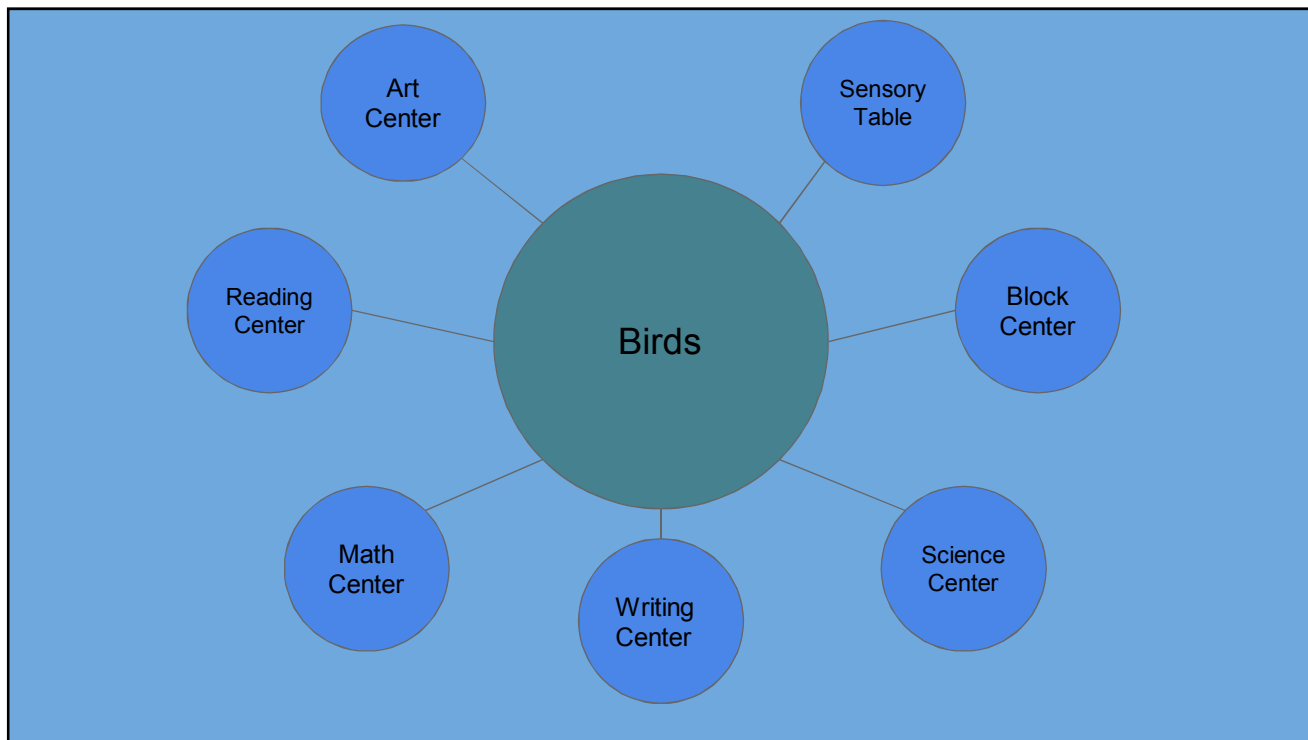 Art
Center
Sensory
Table
Reading
Center
Birds
Block
Center
Math
Center
Writing
Center
Science
Center